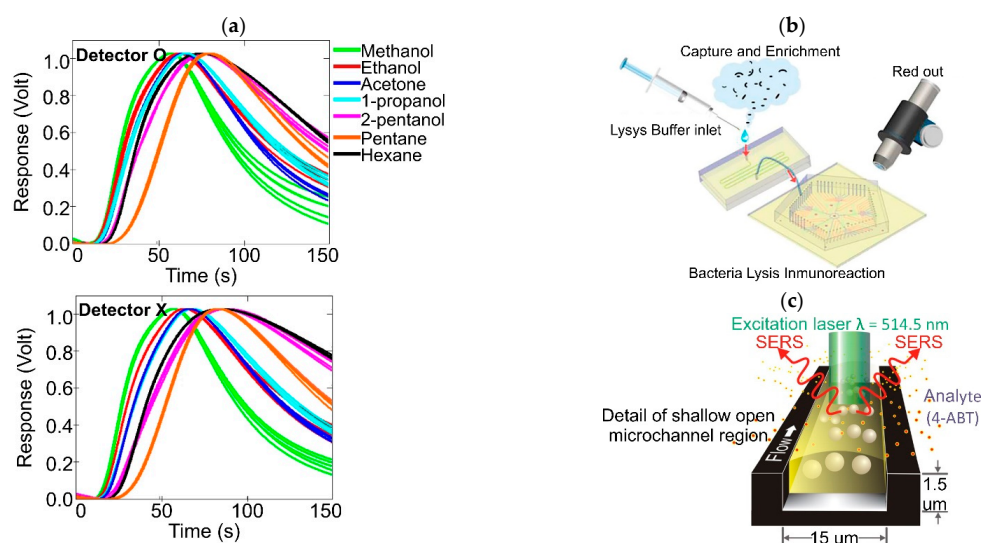 (a)
Detector O
Response (Volt)
1.0
0.8
0.6
0.4
0.2
0.0
0
50
100
150
Time (s)
Methanol
Ethanol
Acetone
1-propanol
2-pentanol
Pentane
Hexane
Detector X
Response (Volt)
1.0
0.8
0.6
0.4
0.2
0.0
0
50
100
150
Time (s)
(b)
Capture and Enrichment
Red out
Lysys Buffer inlet
Bacteria Lysis Inmunoreaction
(c)
Excitation laser λ = 514.5 nm
SERS
SERS
Analyte
(4-ABT)
Detail of shallow open
microchannel region
Flow
1.5
um
15 um